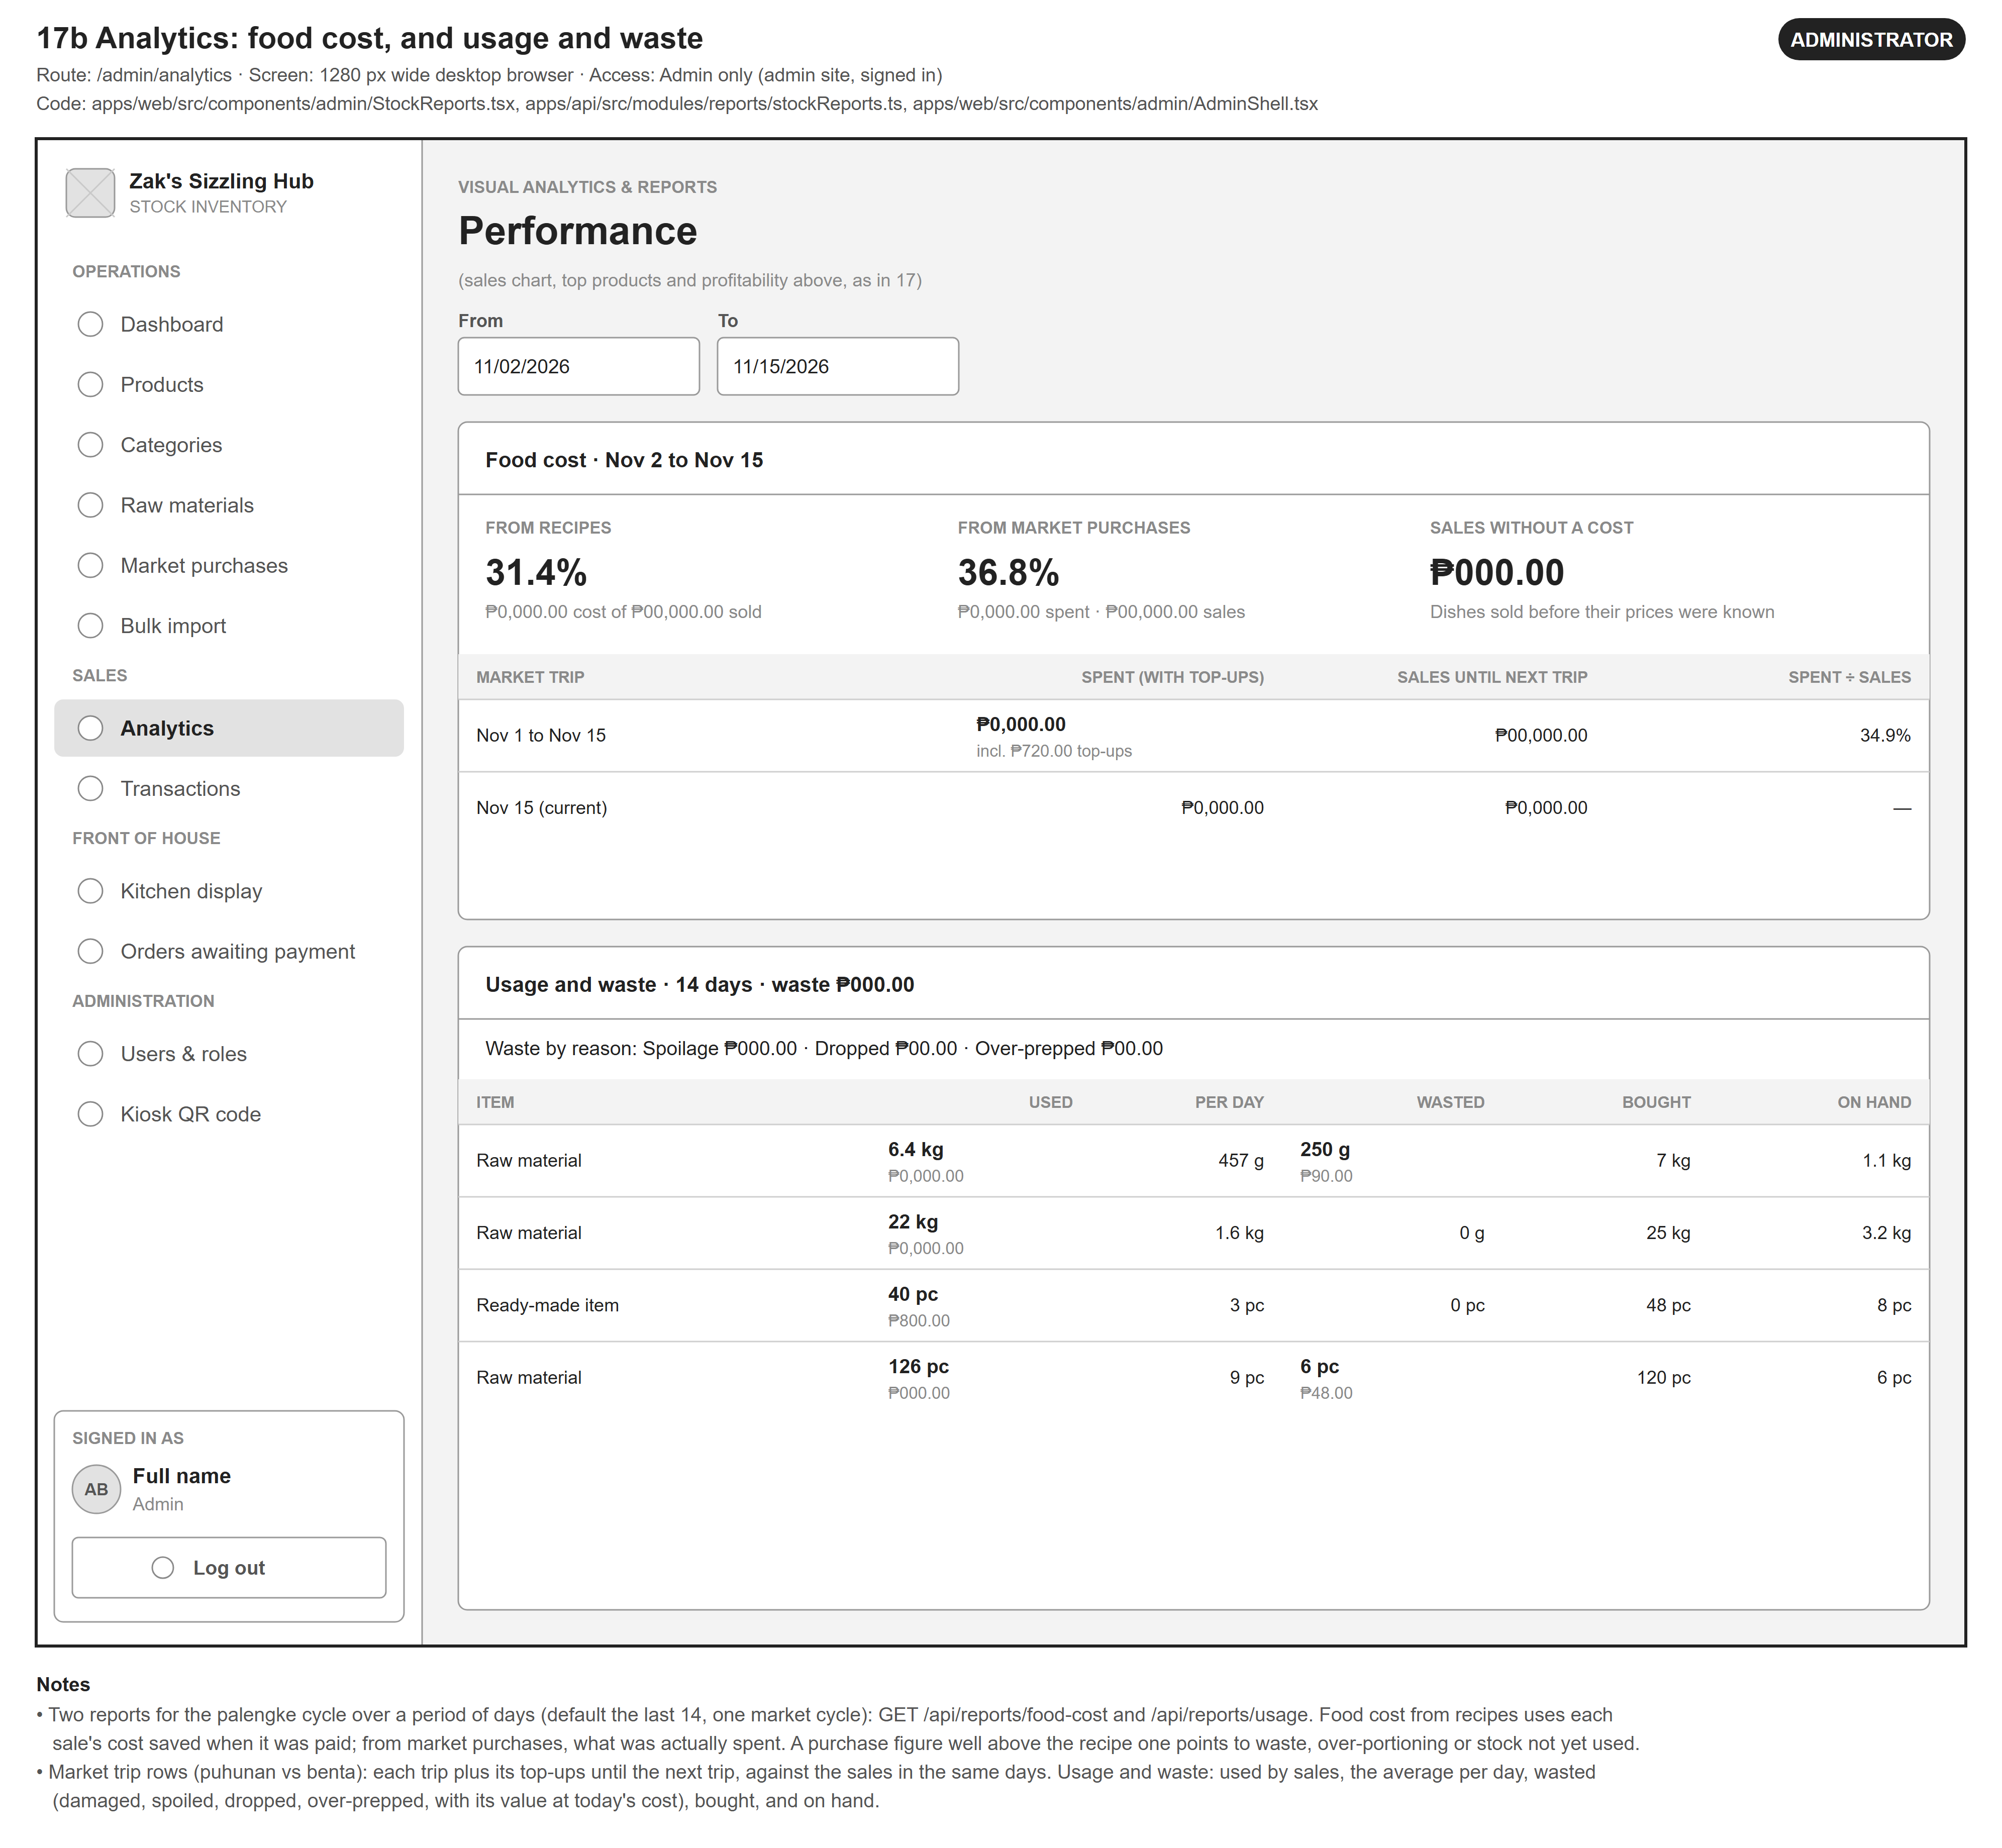 17b Analytics: food cost, and usage and waste
ADMINISTRATOR
Route: /admin/analytics · Screen: 1280 px wide desktop browser · Access: Admin only (admin site, signed in)
Code: apps/web/src/components/admin/StockReports.tsx, apps/api/src/modules/reports/stockReports.ts, apps/web/src/components/admin/AdminShell.tsx
Zak's Sizzling Hub
STOCK INVENTORY
OPERATIONS
Dashboard
Products
Categories
Raw materials
Market purchases
Bulk import
SALES
Analytics
Transactions
FRONT OF HOUSE
Kitchen display
Orders awaiting payment
ADMINISTRATION
Users & roles
Kiosk QR code
SIGNED IN AS
AB
Full name
Admin
Log out
VISUAL ANALYTICS & REPORTS
Performance
(sales chart, top products and profitability above, as in 17)
From To
11/02/2026 11/15/2026
Food cost · Nov 2 to Nov 15
FROM RECIPES FROM MARKET PURCHASES SALES WITHOUT A COST
31.4% 36.8% ₱000.00
₱0,000.00 cost of ₱00,000.00 sold ₱0,000.00 spent · ₱00,000.00 sales Dishes sold before their prices were known
MARKET TRIP SPENT (WITH TOP-UPS) SALES UNTIL NEXT TRIP SPENT ÷ SALES
Nov 1 to Nov 15 ₱0,000.00 ₱00,000.00 34.9%
incl. ₱720.00 top-ups
Nov 15 (current) ₱0,000.00 ₱0,000.00 —
Usage and waste · 14 days · waste ₱000.00
Waste by reason: Spoilage ₱000.00 · Dropped ₱00.00 · Over-prepped ₱00.00
ITEM USED PER DAY WASTED BOUGHT ON HAND
Raw material 6.4 kg 457 g 250 g 7 kg 1.1 kg
₱0,000.00 ₱90.00
Raw material 22 kg 1.6 kg 0 g 25 kg 3.2 kg
₱0,000.00
Ready-made item 40 pc 3 pc 0 pc 48 pc 8 pc
₱800.00
Raw material 126 pc 9 pc 6 pc 120 pc 6 pc
₱000.00 ₱48.00
Notes
• Two reports for the palengke cycle over a period of days (default the last 14, one market cycle): GET /api/reports/food-cost and /api/reports/usage. Food cost from recipes uses each
sale's cost saved when it was paid; from market purchases, what was actually spent. A purchase figure well above the recipe one points to waste, over-portioning or stock not yet used.
• Market trip rows (puhunan vs benta): each trip plus its top-ups until the next trip, against the sales in the same days. Usage and waste: used by sales, the average per day, wasted
(damaged, spoiled, dropped, over-prepped, with its value at today's cost), bought, and on hand.